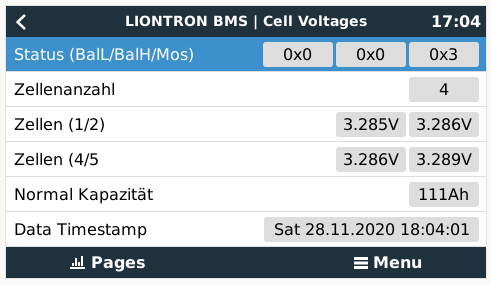 LIONTRON BMS | Cell Voltages 17:04
Status (BalL/BalH/Mos) 0x0 0x0 0x3
Zellenanzahl 4
Zellen (1/2) 3.285V 3.286V
Zellen (4/5 3.286V 3.289V
Normal Kapazität 111Ah
Data Timestamp Sat 28.11.2020 18:04:01
Pages Menu